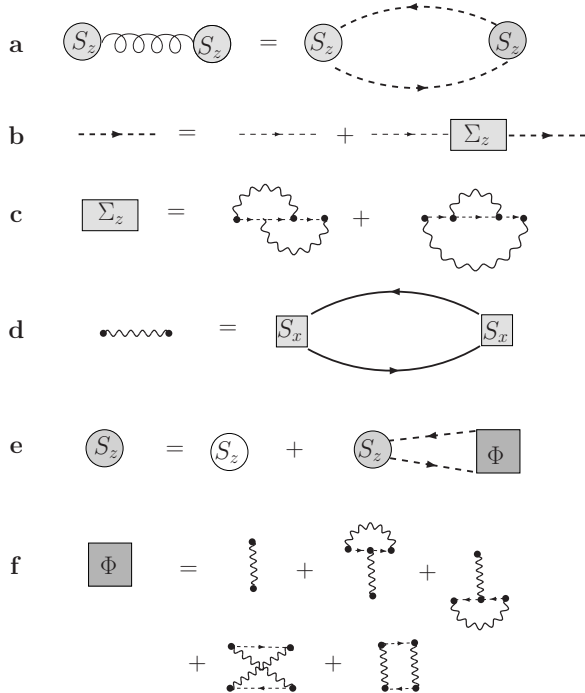 a S_z S_z = S_z S_z
b = + Σ_z
c Σ_z = +
d = S_x S_x
e S_z = S_z + S_z Φ
f Φ = + +
+ +